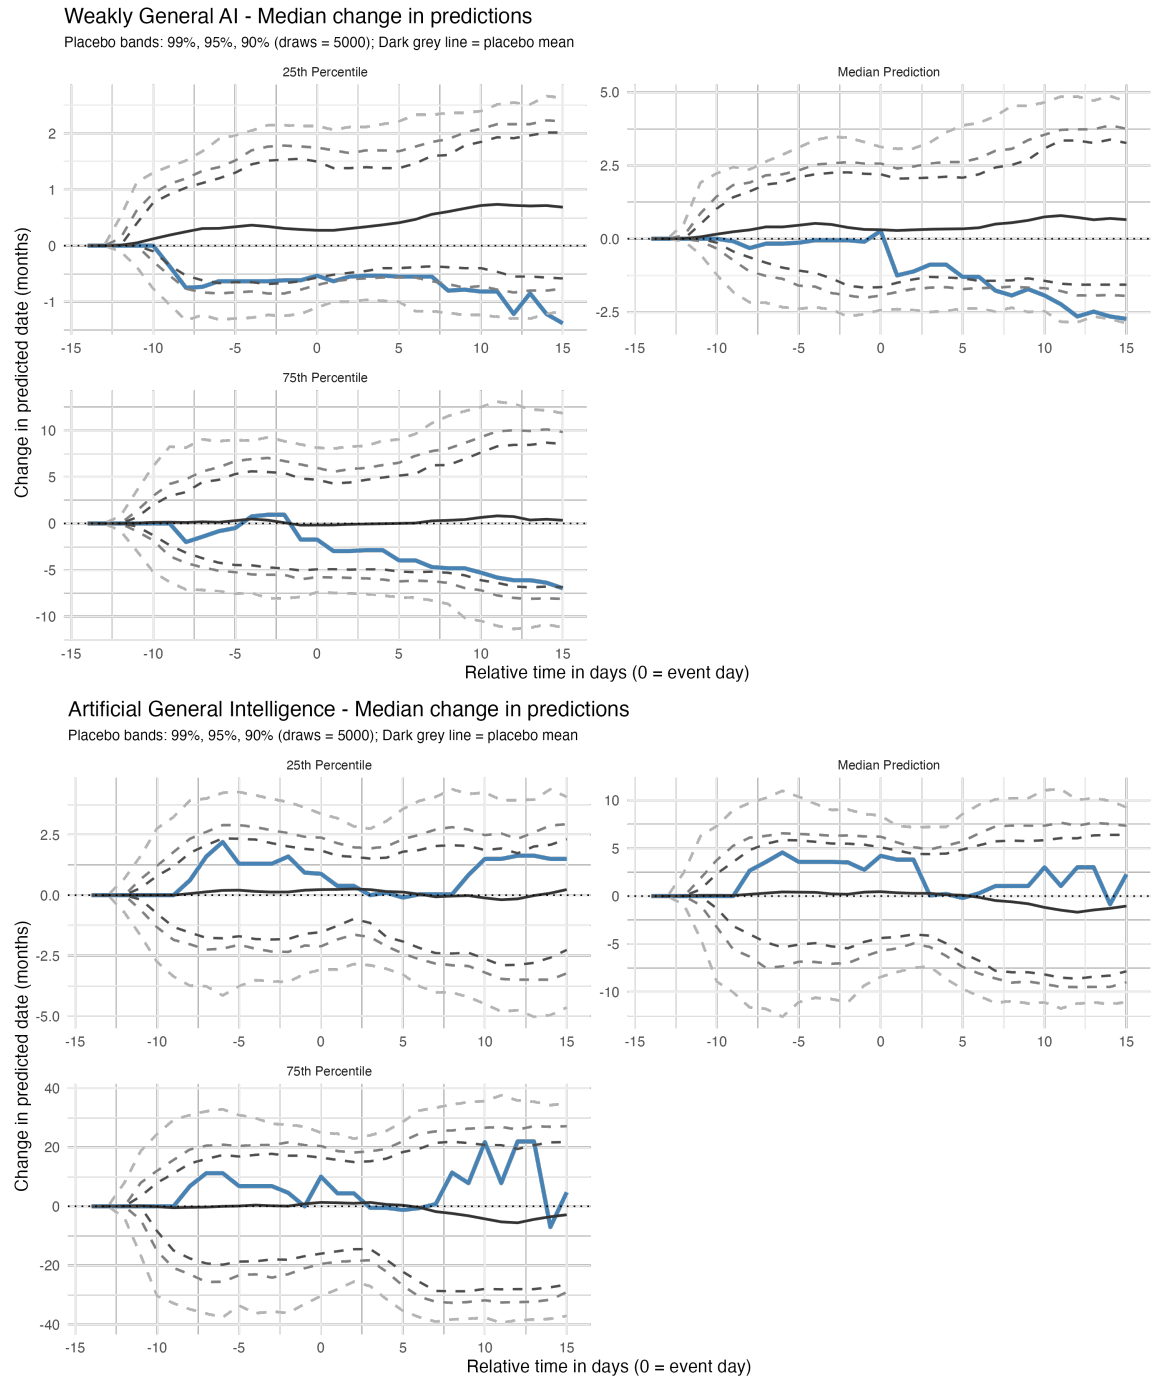 Weakly General AI - Median change in predictions
Placebo bands: 99%, 95%, 90% (draws = 5000); Dark grey line = placebo mean
25th Percentile
Median Prediction
2
1
0
-1
-15 -10 -5 0 5 10 15
5.0
2.5
0.0
-2.5
-15 -10 -5 0 5 10 15
Change in predicted date (months)
75th Percentile
10
5
0
-5
-10
-15 -10 -5 0 5 10 15
Relative time in days (0 = event day)
Artificial General Intelligence - Median change in predictions
Placebo bands: 99%, 95%, 90% (draws = 5000); Dark grey line = placebo mean
25th Percentile
Median Prediction
2.5
0.0
-2.5
-5.0
-15 -10 -5 0 5 10 15
10
5
0
-5
-10
-15 -10 -5 0 5 10 15
Change in predicted date (months)
75th Percentile
40
20
0
-20
-40
-15 -10 -5 0 5 10 15
Relative time in days (0 = event day)